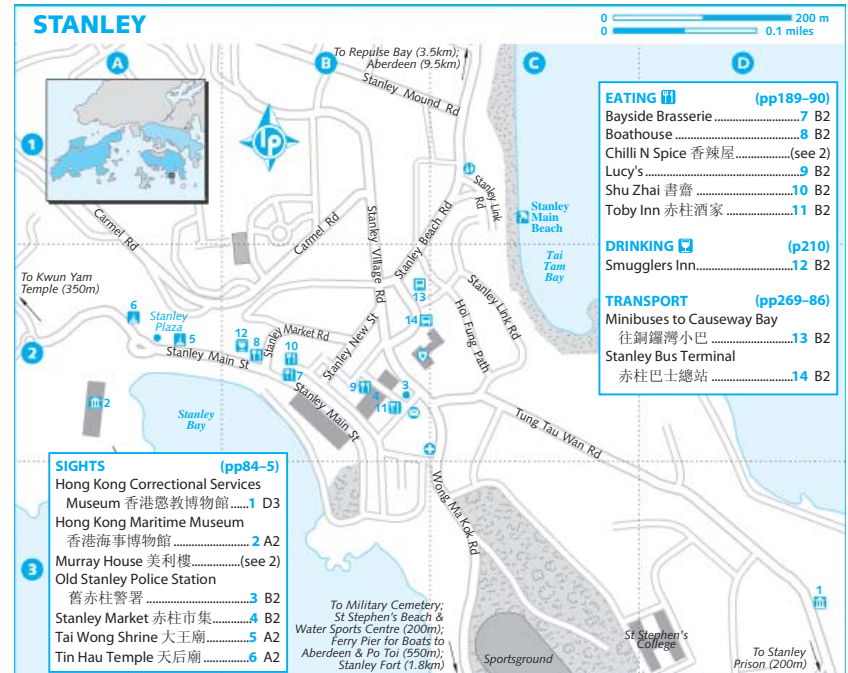 STANLEY
0 200 m
0 0.1 miles
A
B
C
D
1
2
3
To Repulse Bay (3.5km);
Aberdeen (9.5km)
Stanley Mound Rd
LP
Carmel Rd
Carmel Rd
Stanley Village Rd
Stanley Beach Rd
Stanley Link Rd
Stanley
Main
Beach
Tai
Tam
Bay
To Kwun Yam
Temple (350m)
6
Stanley
Plaza
5
12
8
Stanley Market Rd
10
7
Stanley Main St
Stanley New St
13
14
Hoi Fung Path
Stanley Link Rd
9
4
3
11
Stanley Main St
2
Stanley
Bay
Tung Tau Wan Rd
Wong Ma Kok Rd
1
To Military Cemetery;
St Stephen's Beach &
Water Sports Centre (200m);
Ferry Pier for Boats to
Aberdeen & Po Toi (550m);
Stanley Fort (1.8km)
Sportsground
St Stephen's
College
To Stanley
Prison (200m)
EATING (pp189–90)
Bayside Brasserie 7 B2
Boathouse 8 B2
Chilli N Spice 香辣屋 (see 2)
Lucy's 9 B2
Shu Zhai 書齋 10 B2
Toby Inn 赤柱酒家 11 B2
DRINKING (p210)
Smugglers Inn 12 B2
TRANSPORT (pp269–86)
Minibuses to Causeway Bay
往銅鑼灣小巴 13 B2
Stanley Bus Terminal
赤柱巴士總站 14 B2
SIGHTS (pp84–5)
Hong Kong Correctional Services
Museum 香港懲教博物館 1 D3
Hong Kong Maritime Museum
香港海事博物館 2 A2
Murray House 美利樓 (see 2)
Old Stanley Police Station
舊赤柱警署 3 B2
Stanley Market 赤柱市集 4 B2
Tai Wong Shrine 大王廟 5 A2
Tin Hau Temple 天后廟 6 A2